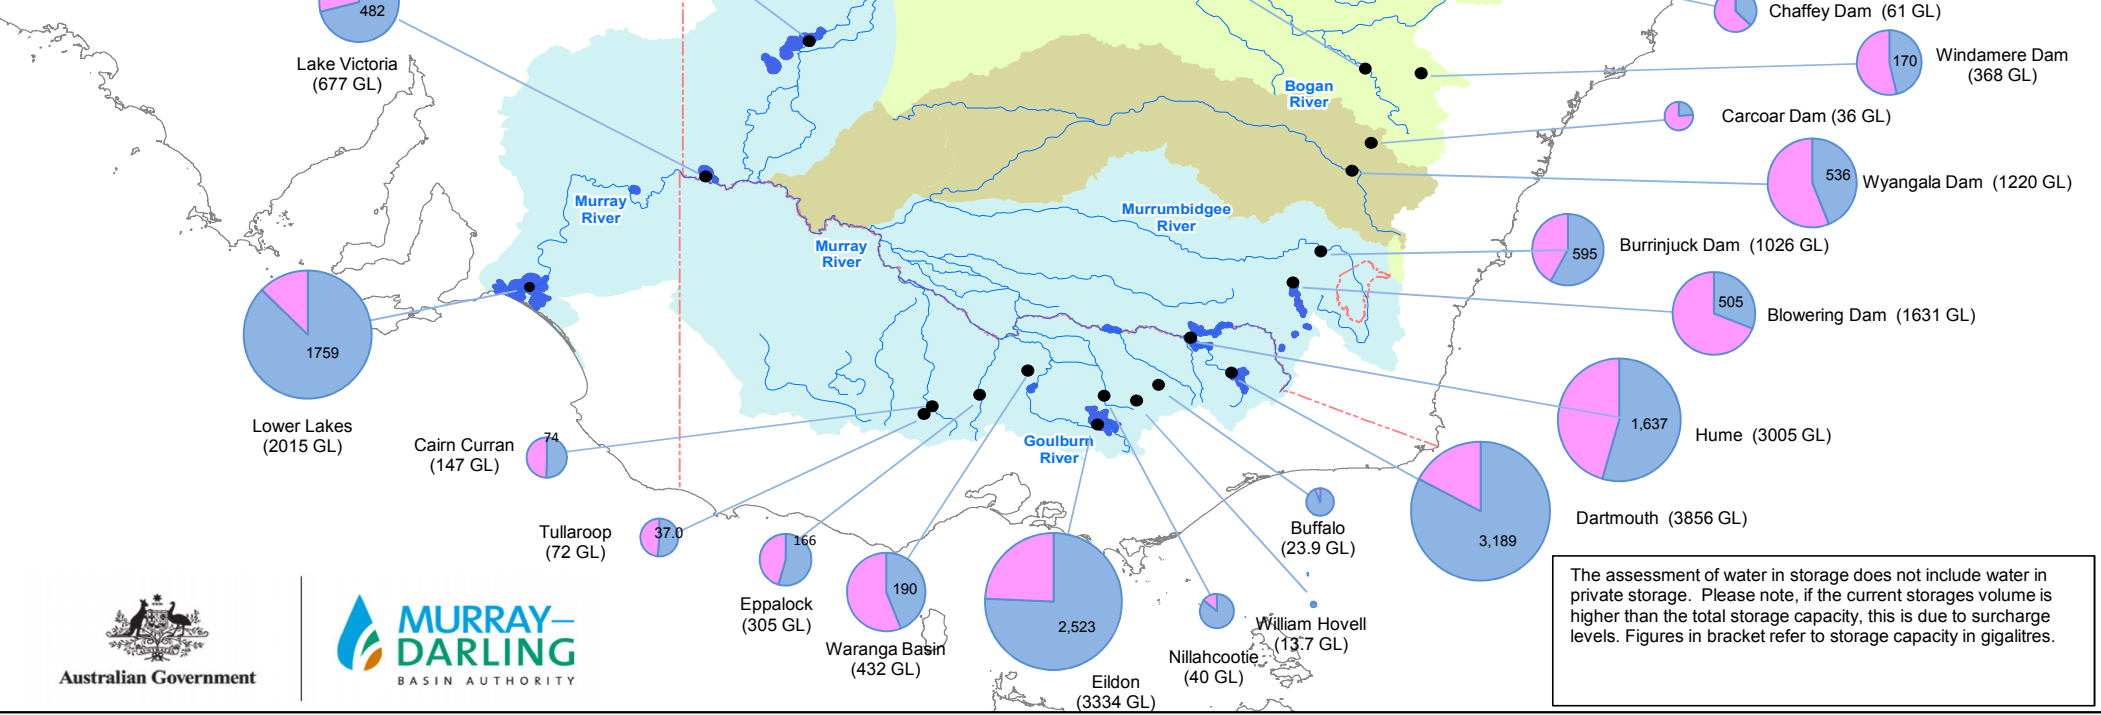 482
Lake Victoria
(677 GL)
Chaffey Dam (61 GL)
170
Windamere Dam
(368 GL)
Bogan
River
Carcoar Dam (36 GL)
536
Wyangala Dam (1220 GL)
Murray
River
Murrumbidgee
River
Murray
River
595
Burrinjuck Dam (1026 GL)
505
Blowering Dam (1631 GL)
1759
Lower Lakes
(2015 GL)
1,637
Hume (3005 GL)
74
Cairn Curran
(147 GL)
Goulburn
River
37.0
Tullaroop
(72 GL)
166
Eppalock
(305 GL)
190
Waranga Basin
(432 GL)
2,523
Eildon
(3334 GL)
Nillahcootie
(40 GL)
William Hovell
(13.7 GL)
Buffalo
(23.9 GL)
3,189
Dartmouth (3856 GL)
The assessment of water in storage does not include water in
private storage. Please note, if the current storages volume is
higher than the total storage capacity, this is due to surcharge
levels. Figures in bracket refer to storage capacity in gigalitres.
Australian Government
MURRAY–
DARLING
BASIN AUTHORITY